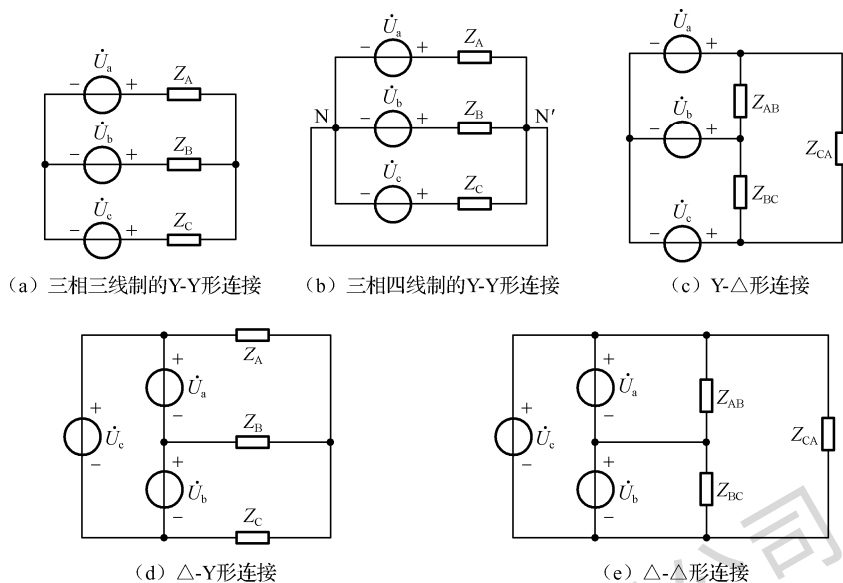 U̇a
− +
ZA
U̇b
− +
ZB
U̇c
− +
ZC
(a)三相三线制的Y-Y形连接
U̇a
− +
ZA
N
U̇b
− +
ZB
N′
U̇c
− +
ZC
(b)三相四线制的Y-Y形连接
U̇a
− +
ZAB
U̇b
− +
ZCA
ZBC
U̇c
− +
(c)Y-△形连接
ZA
+
U̇a
−
+
U̇c
−
ZB
+
U̇b
−
ZC
(d)△-Y形连接
+
U̇a
−
ZAB
+
U̇c
−
ZCA
+
U̇b
−
ZBC
(e)△-△形连接
公司